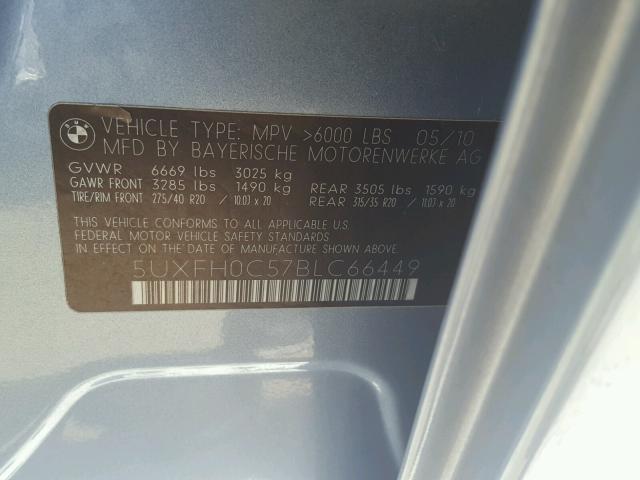 BMW
VEHICLE TYPE: MPV >6000 LBS 05/10
MFD BY BAYERISCHE MOTORENWERKE AG
GVWR 6669 lbs 3025 kg
GAWR FRONT 3285 lbs 1490 kg REAR 3505 lbs 1590 kg
TIRE/RIM FRONT 275/40 R20 / 10.0J x 20 REAR 315/35 R20 / 11.0J x 20
THIS VEHICLE CONFORMS TO ALL APPLICABLE U.S.
FEDERAL MOTOR VEHICLE SAFETY STANDARDS
IN EFFECT ON THE DATE OF MANUFACTURE SHOWN ABOVE.
5UXFH0C57BLC66449